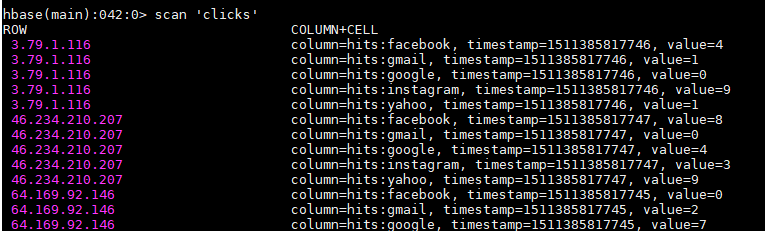 hbase(main):042:0> scan 'clicks'
ROW COLUMN+CELL
3.79.1.116 column=hits:facebook, timestamp=1511385817746, value=4
3.79.1.116 column=hits:gmail, timestamp=1511385817746, value=1
3.79.1.116 column=hits:google, timestamp=1511385817746, value=0
3.79.1.116 column=hits:instagram, timestamp=1511385817746, value=9
3.79.1.116 column=hits:yahoo, timestamp=1511385817746, value=1
46.234.210.207 column=hits:facebook, timestamp=1511385817747, value=8
46.234.210.207 column=hits:gmail, timestamp=1511385817747, value=0
46.234.210.207 column=hits:google, timestamp=1511385817747, value=4
46.234.210.207 column=hits:instagram, timestamp=1511385817747, value=3
46.234.210.207 column=hits:yahoo, timestamp=1511385817747, value=9
64.169.92.146 column=hits:facebook, timestamp=1511385817745, value=0
64.169.92.146 column=hits:gmail, timestamp=1511385817745, value=2
64.169.92.146 column=hits:google, timestamp=1511385817745, value=7